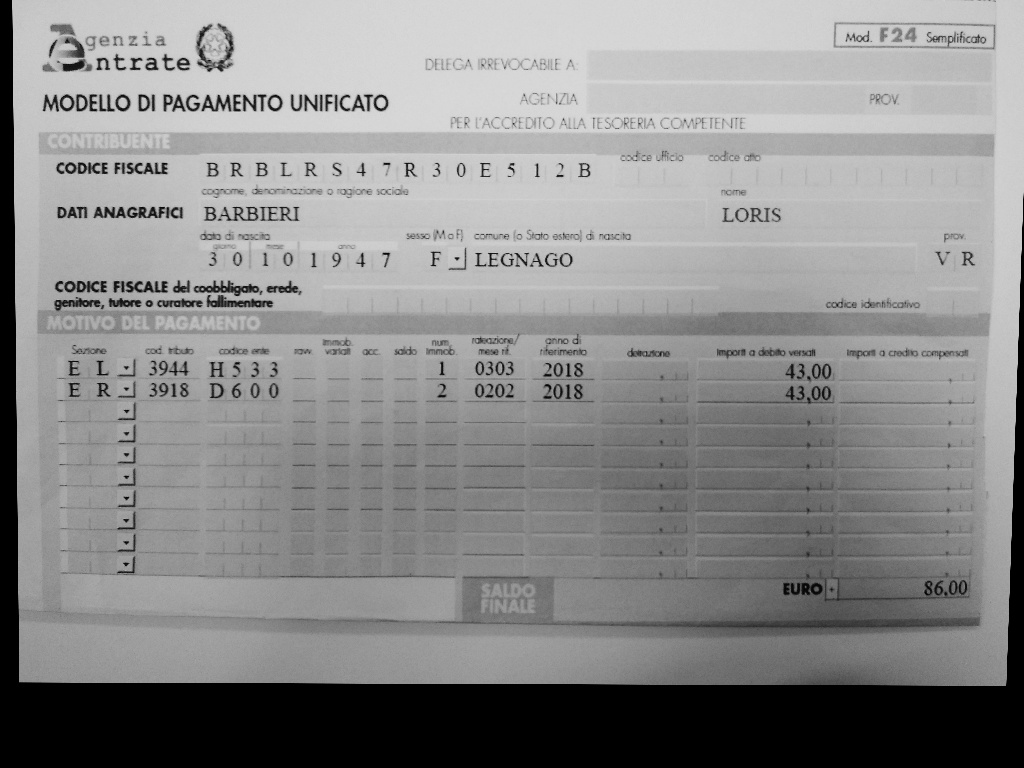 Agenzia
Entrate
Mod. F24 Semplificato
DELEGA IRREVOCABILE A:
MODELLO DI PAGAMENTO UNIFICATO
AGENZIA PROV.
PER L'ACCREDITO ALLA TESORERIA COMPETENTE
CONTRIBUENTE
codice ufficio codice atto
CODICE FISCALE B R B L R S 4 7 R 3 0 E 5 1 2 B
cognome, denominazione o ragione sociale nome
DATI ANAGRAFICI BARBIERI LORIS
data di nascita sesso (M o F) comune (o Stato estero) di nascita prov.
giorno mese anno
3 0 1 0 1 9 4 7 F LEGNAGO V R
CODICE FISCALE del coobbligato, erede,
genitore, tutore o curatore fallimentare codice identificativo
MOTIVO DEL PAGAMENTO
Sezione cod. tributo codice ente ravv. immob. variati acc. saldo num. immob. rateazione/ mese rif. anno di riferimento detrazione importi a debito versati importi a credito compensati
E L 3944 H 5 3 3 1 0303 2018 43,00
E R 3918 D 6 0 0 2 0202 2018 43,00
SALDO
FINALE
EURO + 86,00